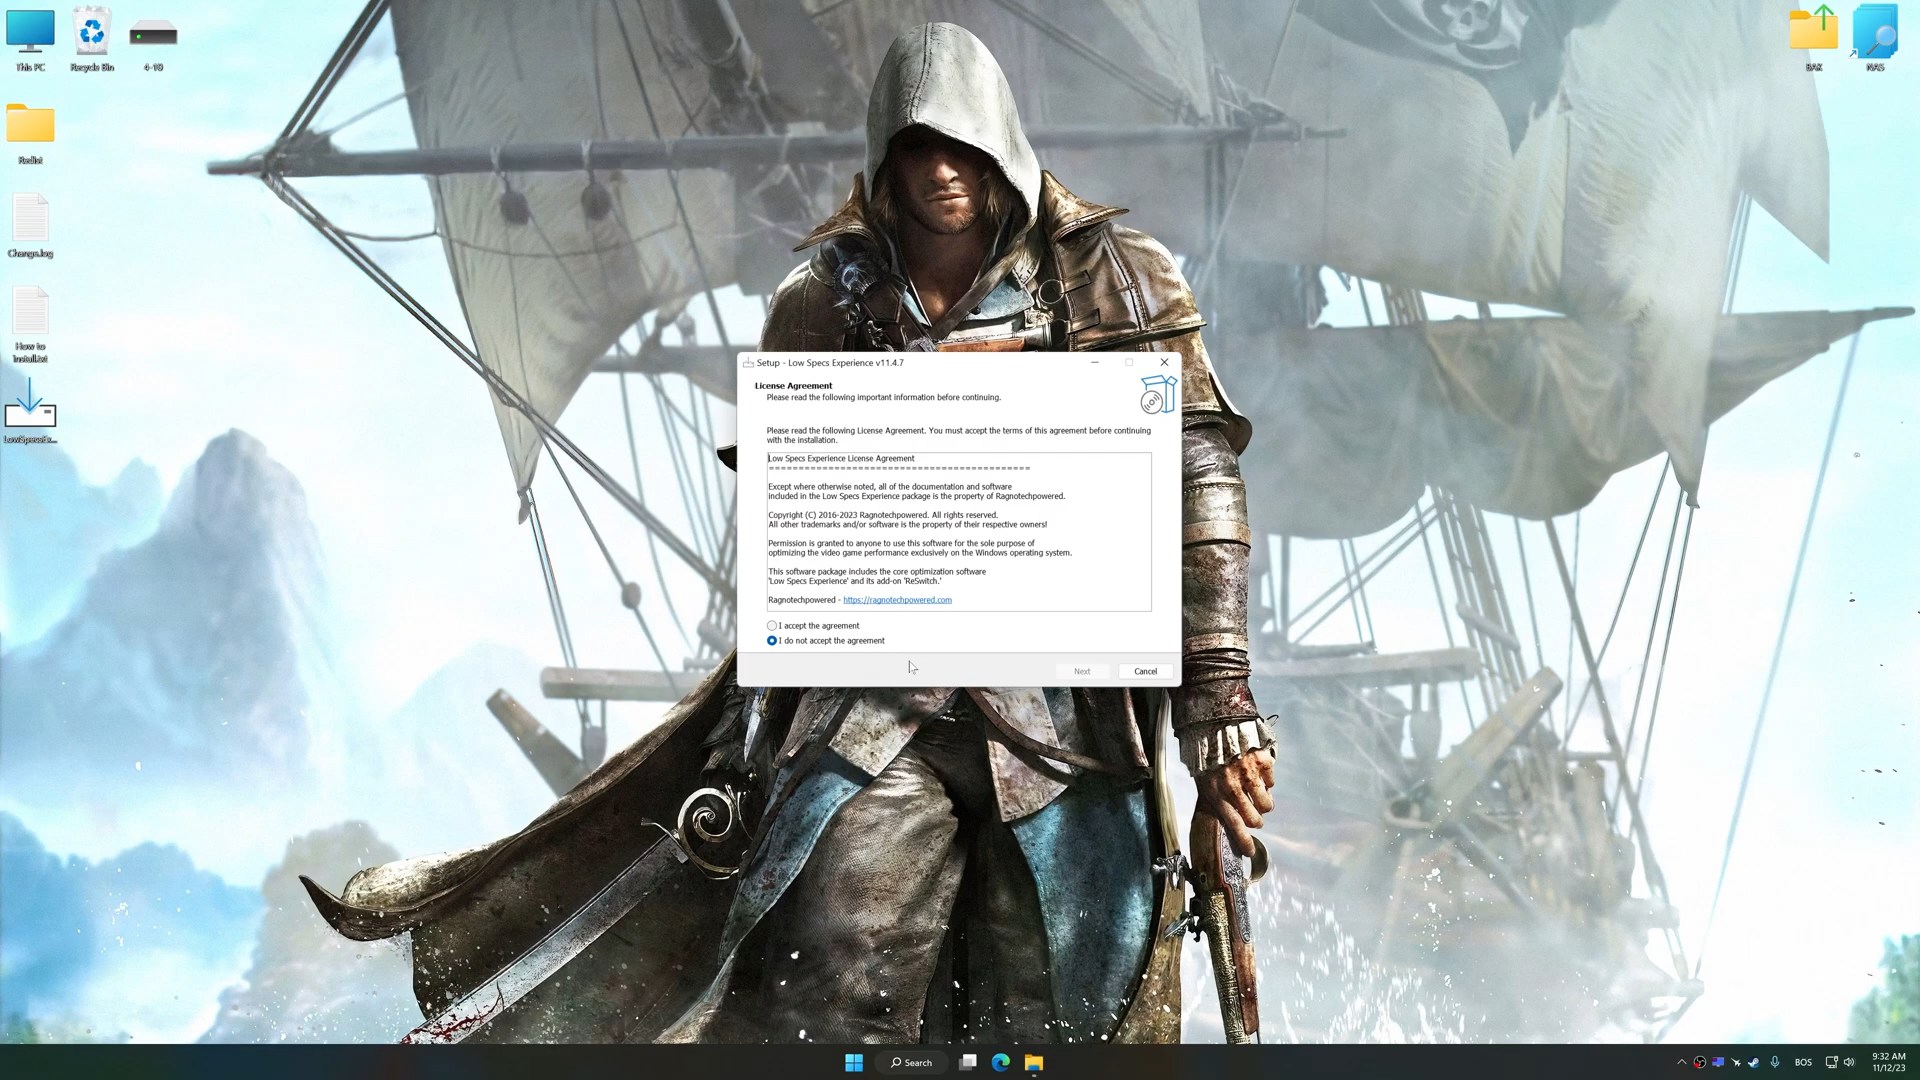 This PC
Recycle Bin
4-10
BAK
NAS
Redist
Change.log
How to
Install.txt
LowSpecsEx...
Setup - Low Specs Experience v11.4.7
License Agreement
Please read the following important information before continuing.
Please read the following License Agreement. You must accept the terms of this agreement before continuing
with the installation.
Low Specs Experience License Agreement
============================================
Except where otherwise noted, all of the documentation and software
included in the Low Specs Experience package is the property of Ragnotechpowered.
Copyright (C) 2016-2023 Ragnotechpowered. All rights reserved.
All other trademarks and/or software is the property of their respective owners!
Permission is granted to anyone to use this software for the sole purpose of
optimizing the video game performance exclusively on the Windows operating system.
This software package includes the core optimization software
'Low Specs Experience' and its add-on 'ReSwitch.'
Ragnotechpowered - https://ragnotechpowered.com
I accept the agreement
I do not accept the agreement
Next
Cancel
Search
BOS
9:32 AM
11/12/23